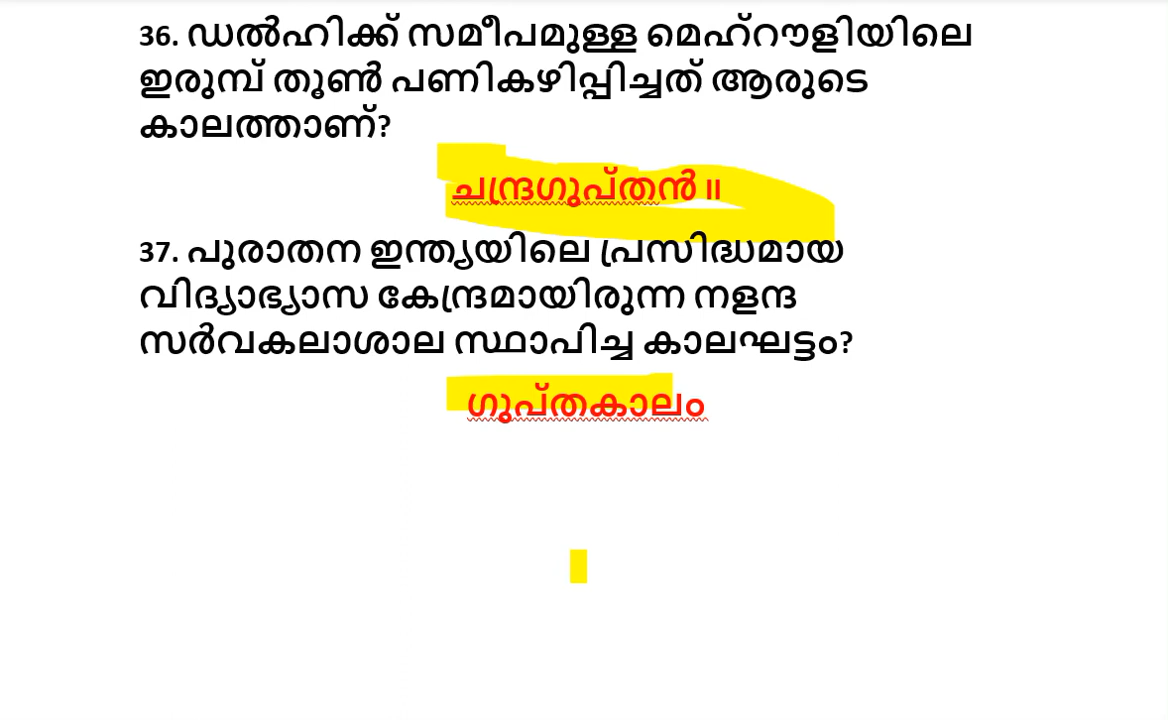 36. ഡൽഹിക്ക് സമീപമുള്ള മെഹ്റൗളിയിലെ
ഇരുമ്പ് തൂൺ പണികഴിപ്പിച്ചത് ആരുടെ
കാലത്താണ്?
ചന്ദ്രഗുപ്തൻ II
37. പുരാതന ഇന്ത്യയിലെ പ്രസിദ്ധമായ
വിദ്യാഭ്യാസ കേന്ദ്രമായിരുന്ന നളന്ദ
സർവകലാശാല സ്ഥാപിച്ച കാലഘട്ടം?
ഗുപ്തകാലം